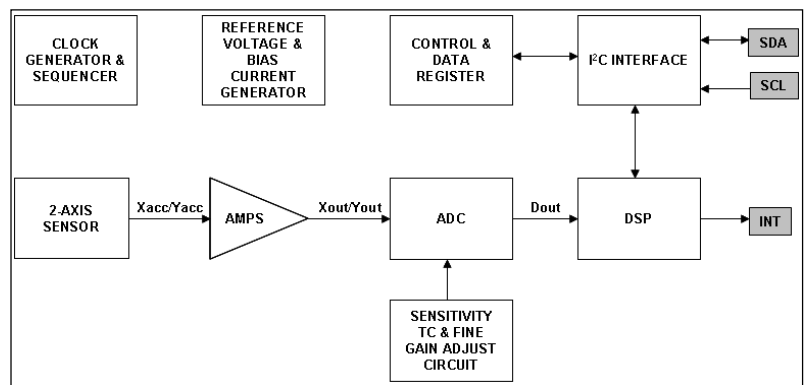 CLOCK
GENERATOR &
SEQUENCER
REFERENCE
VOLTAGE &
BIAS
CURRENT
GENERATOR
CONTROL &
DATA
REGISTER
I²C INTERFACE
SDA
SCL
2-AXIS
SENSOR
Xacc/Yacc
AMPS
Xout/Yout
ADC
Dout
DSP
INT
SENSITIVITY
TC & FINE
GAIN ADJUST
CIRCUIT